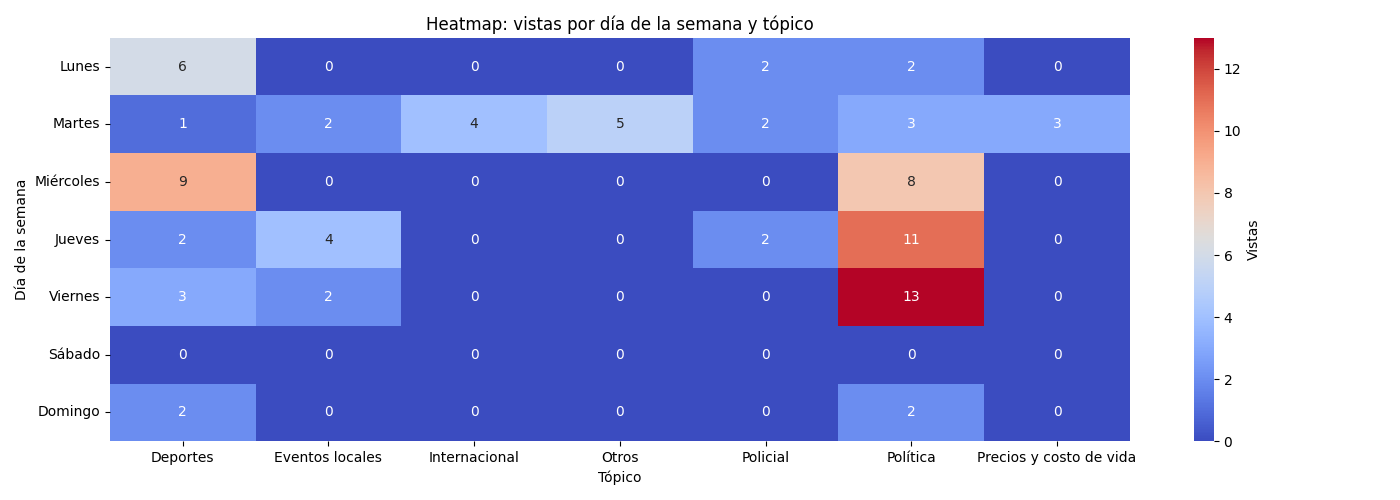 Heatmap: vistas por día de la semana y tópico
Día de la semana
Lunes 6 0 0 0 2 2 0
Martes 1 2 4 5 2 3 3
Miércoles 9 0 0 0 0 8 0
Jueves 2 4 0 0 2 11 0
Viernes 3 2 0 0 0 13 0
Sábado 0 0 0 0 0 0 0
Domingo 2 0 0 0 0 2 0
Deportes Eventos locales Internacional Otros Policial Política Precios y costo de vida
Tópico
12
10
8
6
4
2
0
Vistas